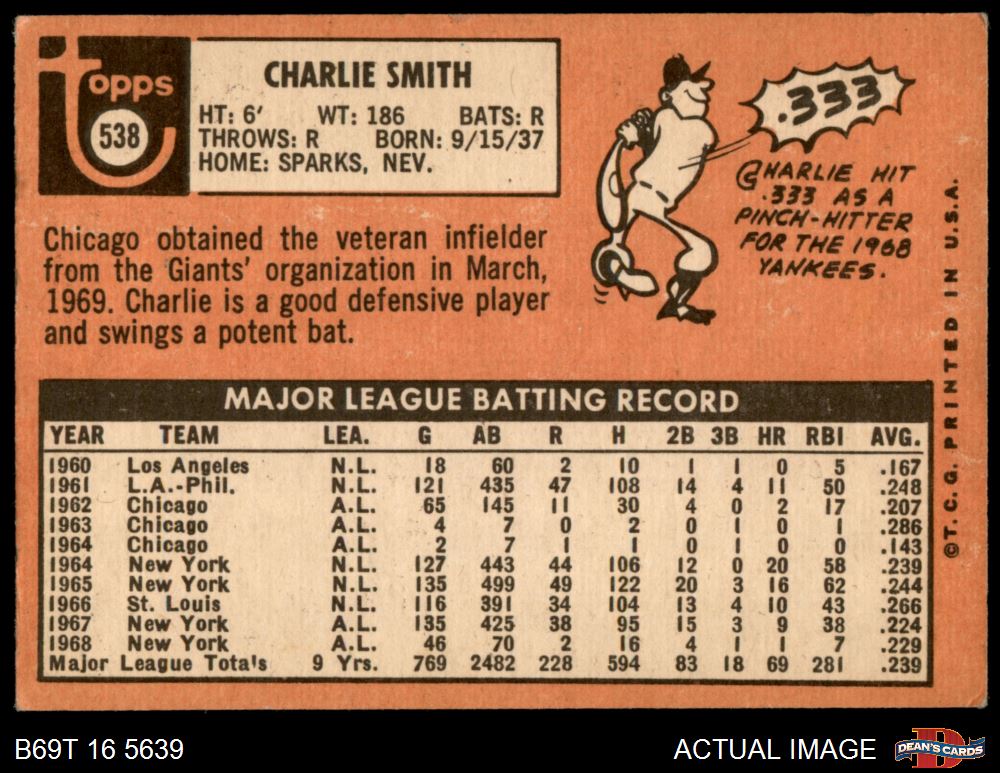 Topps
538
CHARLIE SMITH
HT: 6' WT: 186 BATS: R
THROWS: R BORN: 9/15/37
HOME: SPARKS, NEV.
.333
CHARLIE HIT
.333 AS A
PINCH-HITTER
FOR THE 1968
YANKEES.
Chicago obtained the veteran infielder
from the Giants' organization in March,
1969. Charlie is a good defensive player
and swings a potent bat.
©T. C. G. PRINTED IN U.S.A.
MAJOR LEAGUE BATTING RECORD
YEAR TEAM LEA. G AB R H 2B 3B HR RBI AVG.
1960 Los Angeles N.L. 18 60 2 10 1 1 0 5 .167
1961 L.A.-Phil. N.L. 121 435 47 108 14 4 11 50 .248
1962 Chicago A.L. 65 145 11 30 4 0 2 17 .207
1963 Chicago A.L. 4 7 0 2 0 1 0 1 .286
1964 Chicago A.L. 2 7 1 1 0 1 0 0 .143
1964 New York N.L. 127 443 44 106 12 0 20 58 .239
1965 New York N.L. 135 499 49 122 20 3 16 62 .244
1966 St. Louis N.L. 116 391 34 104 13 4 10 43 .266
1967 New York A.L. 135 425 38 95 15 3 9 38 .224
1968 New York A.L. 46 70 2 16 4 1 1 7 .229
Major League Tota's 9 Yrs. 769 2482 228 594 83 18 69 281 .239
B69T 16 5639
ACTUAL IMAGE
DEAN'S CARDS